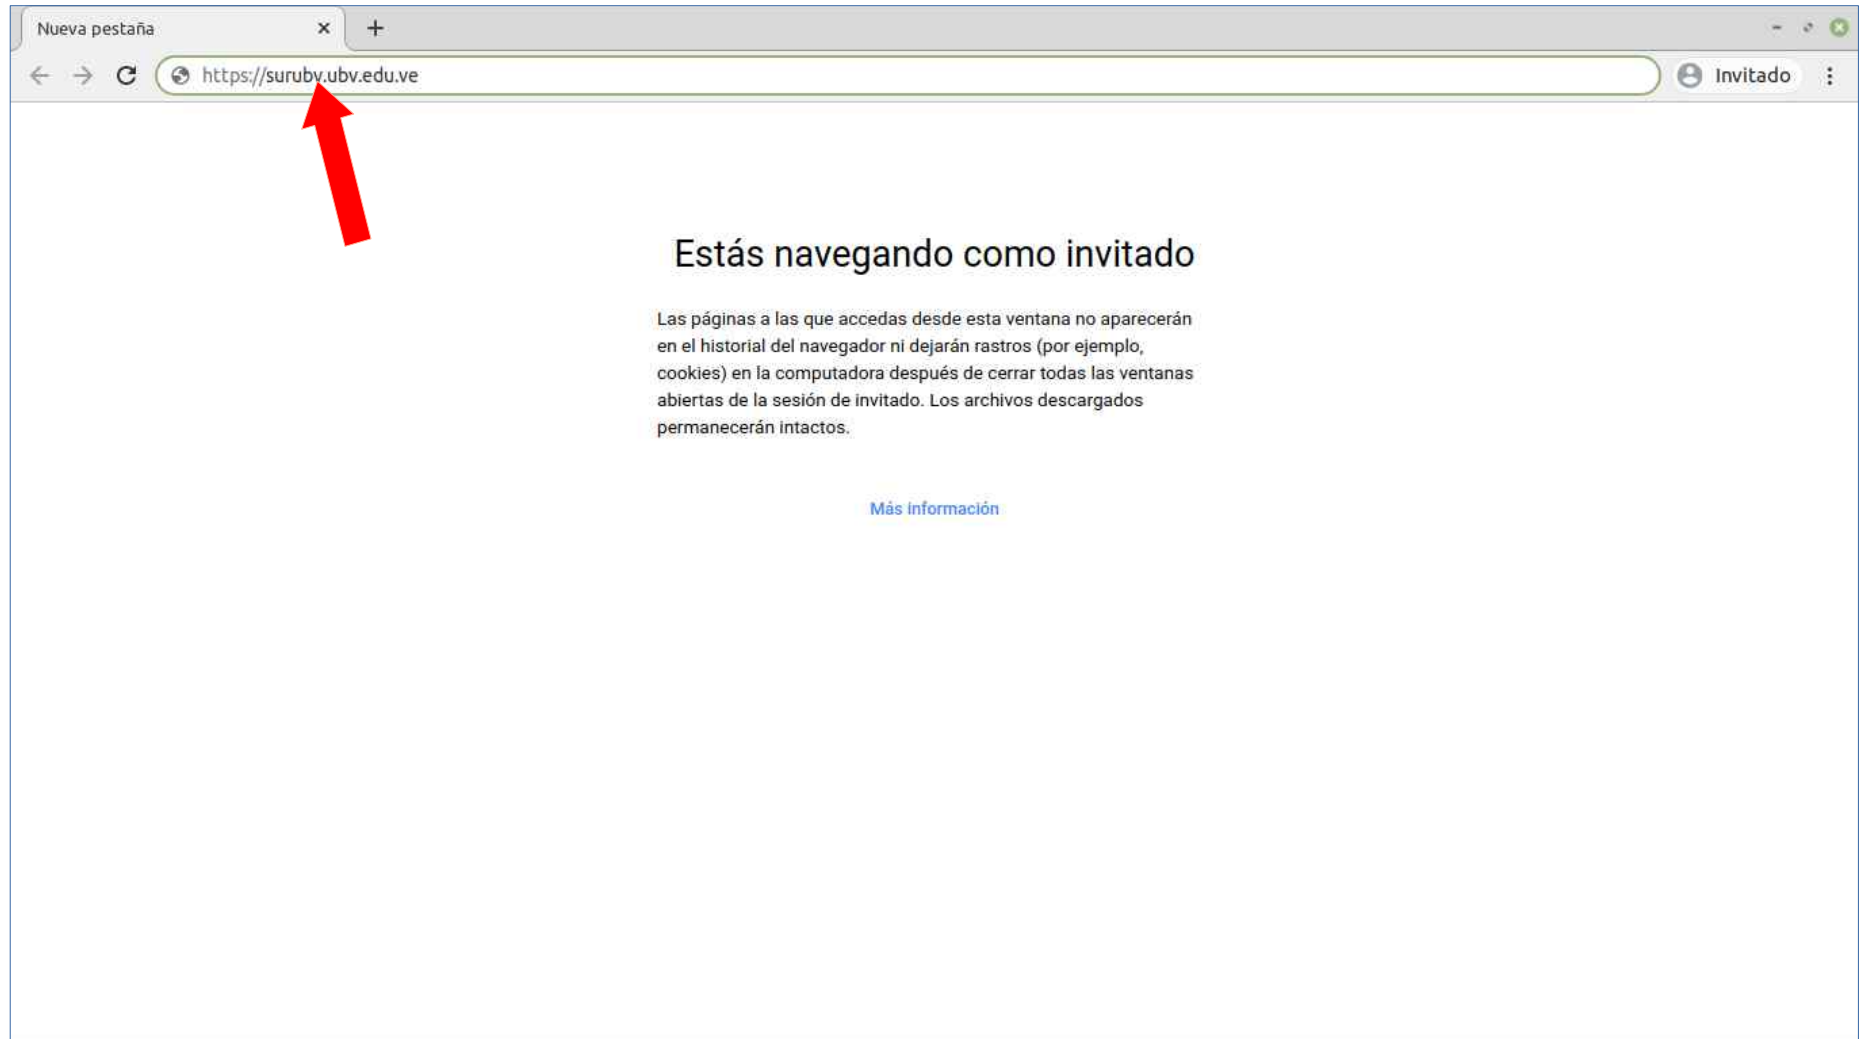 Nueva pestaña
https://surubv.ubv.edu.ve
Invitado
Estás navegando como invitado
Las páginas a las que accedas desde esta ventana no aparecerán
en el historial del navegador ni dejarán rastros (por ejemplo,
cookies) en la computadora después de cerrar todas las ventanas
abiertas de la sesión de invitado. Los archivos descargados
permanecerán intactos.
Más información